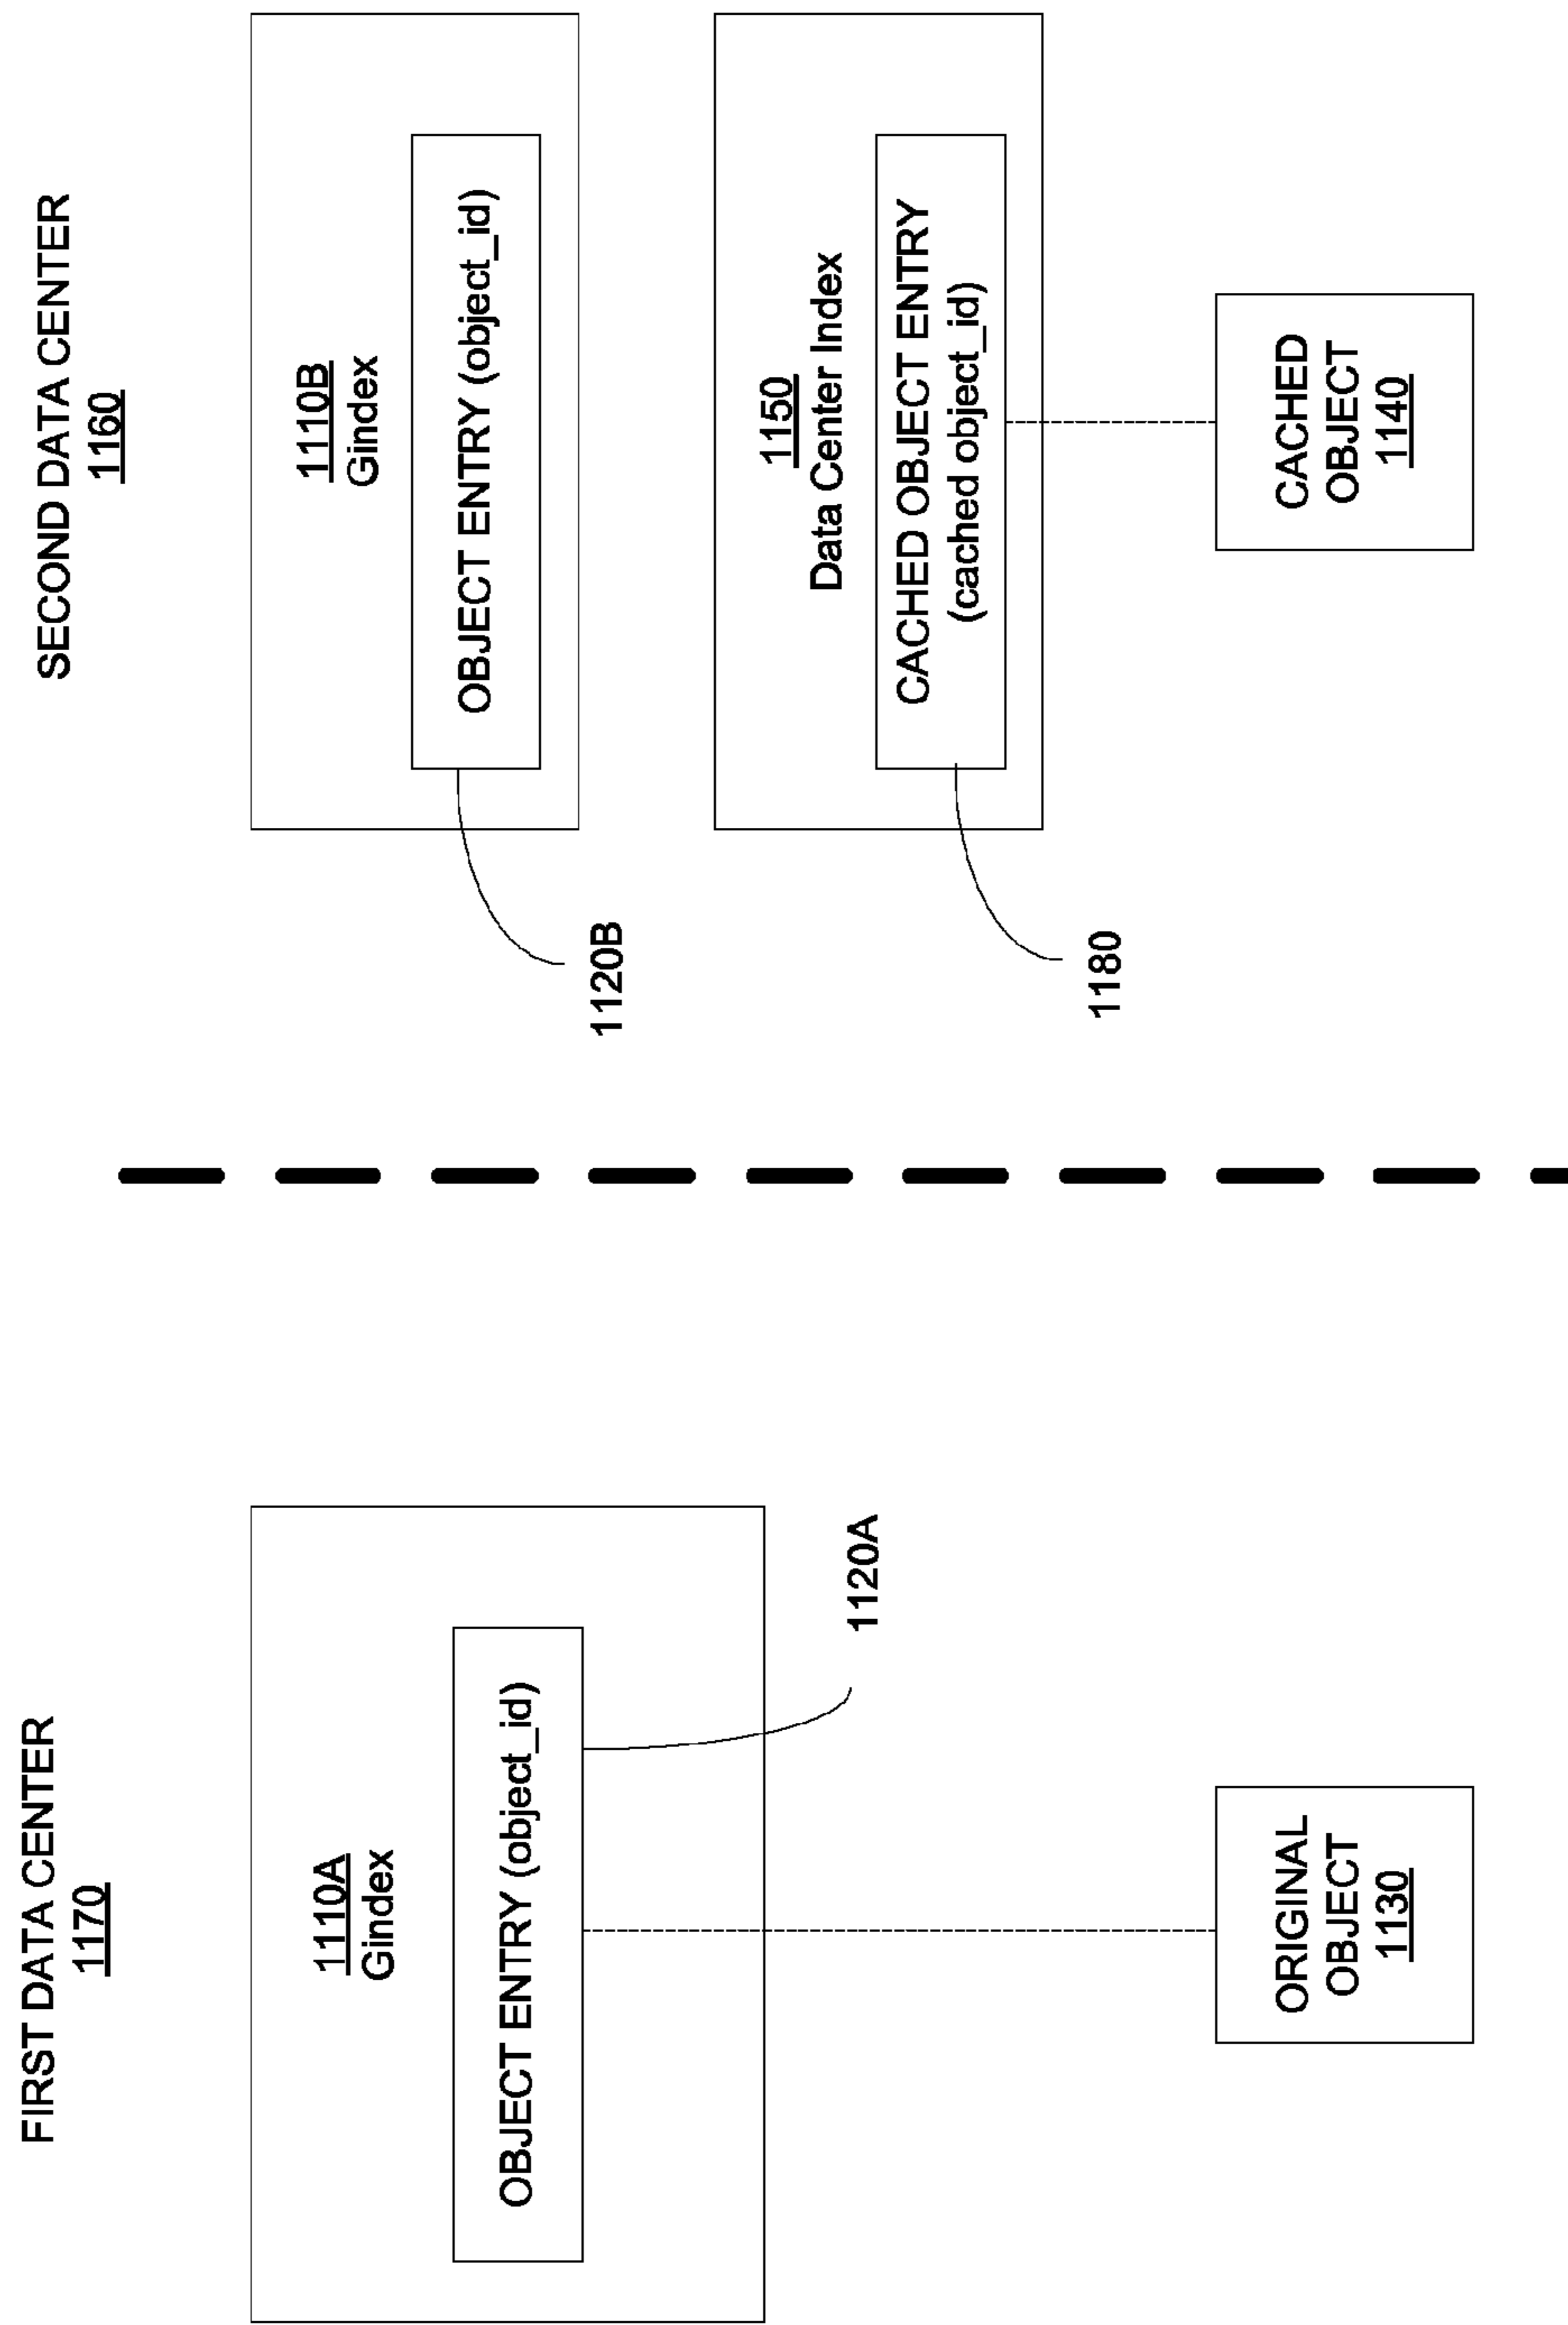 FIRST DATA CENTER
1170
1110A
Gindex
OBJECT ENTRY (object_id)
1120A
ORIGINAL
OBJECT
1130
SECOND DATA CENTER
1160
1110B
Gindex
OBJECT ENTRY (object_id)
1120B
1150
Data Center Index
CACHED OBJECT ENTRY
(cached object_id)
1180
CACHED
OBJECT
1140